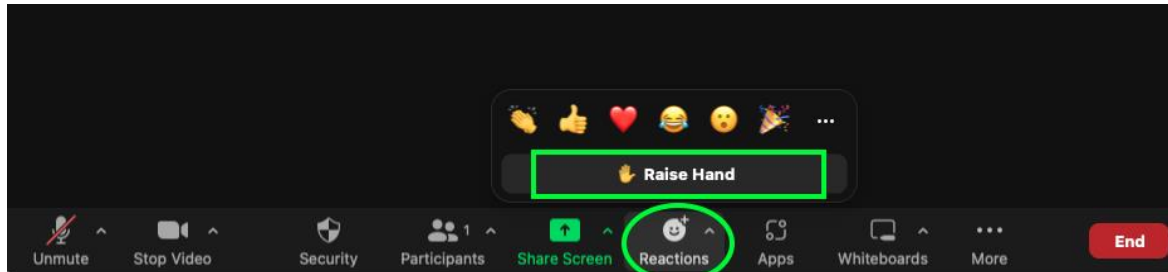 ✋ Raise Hand
1
Unmute Stop Video Security Participants Share Screen Reactions Apps Whiteboards More End